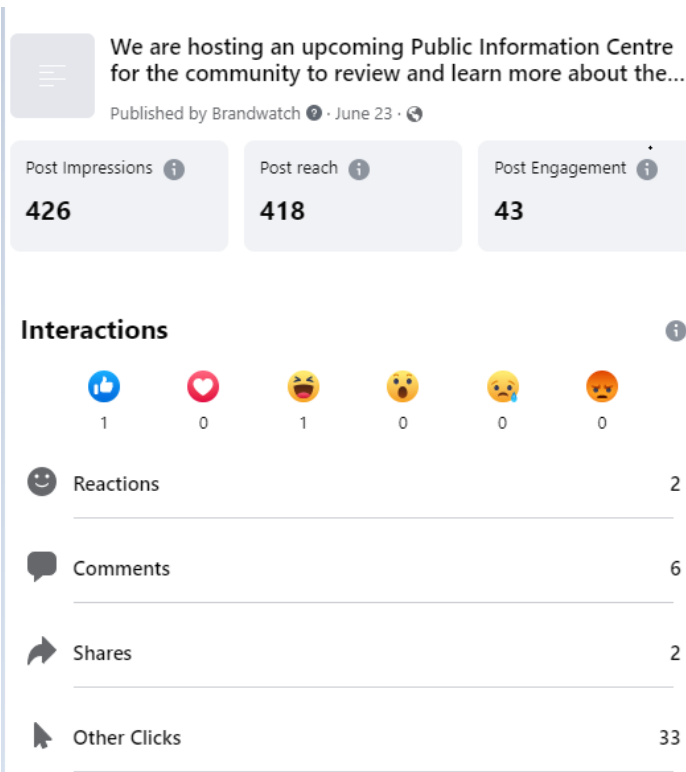 We are hosting an upcoming Public Information Centre
for the community to review and learn more about the...
Published by Brandwatch · June 23 ·
Post Impressions
426
Post reach
418
Post Engagement
43
Interactions
1 0 1 0 0 0
Reactions 2
Comments 6
Shares 2
Other Clicks 33